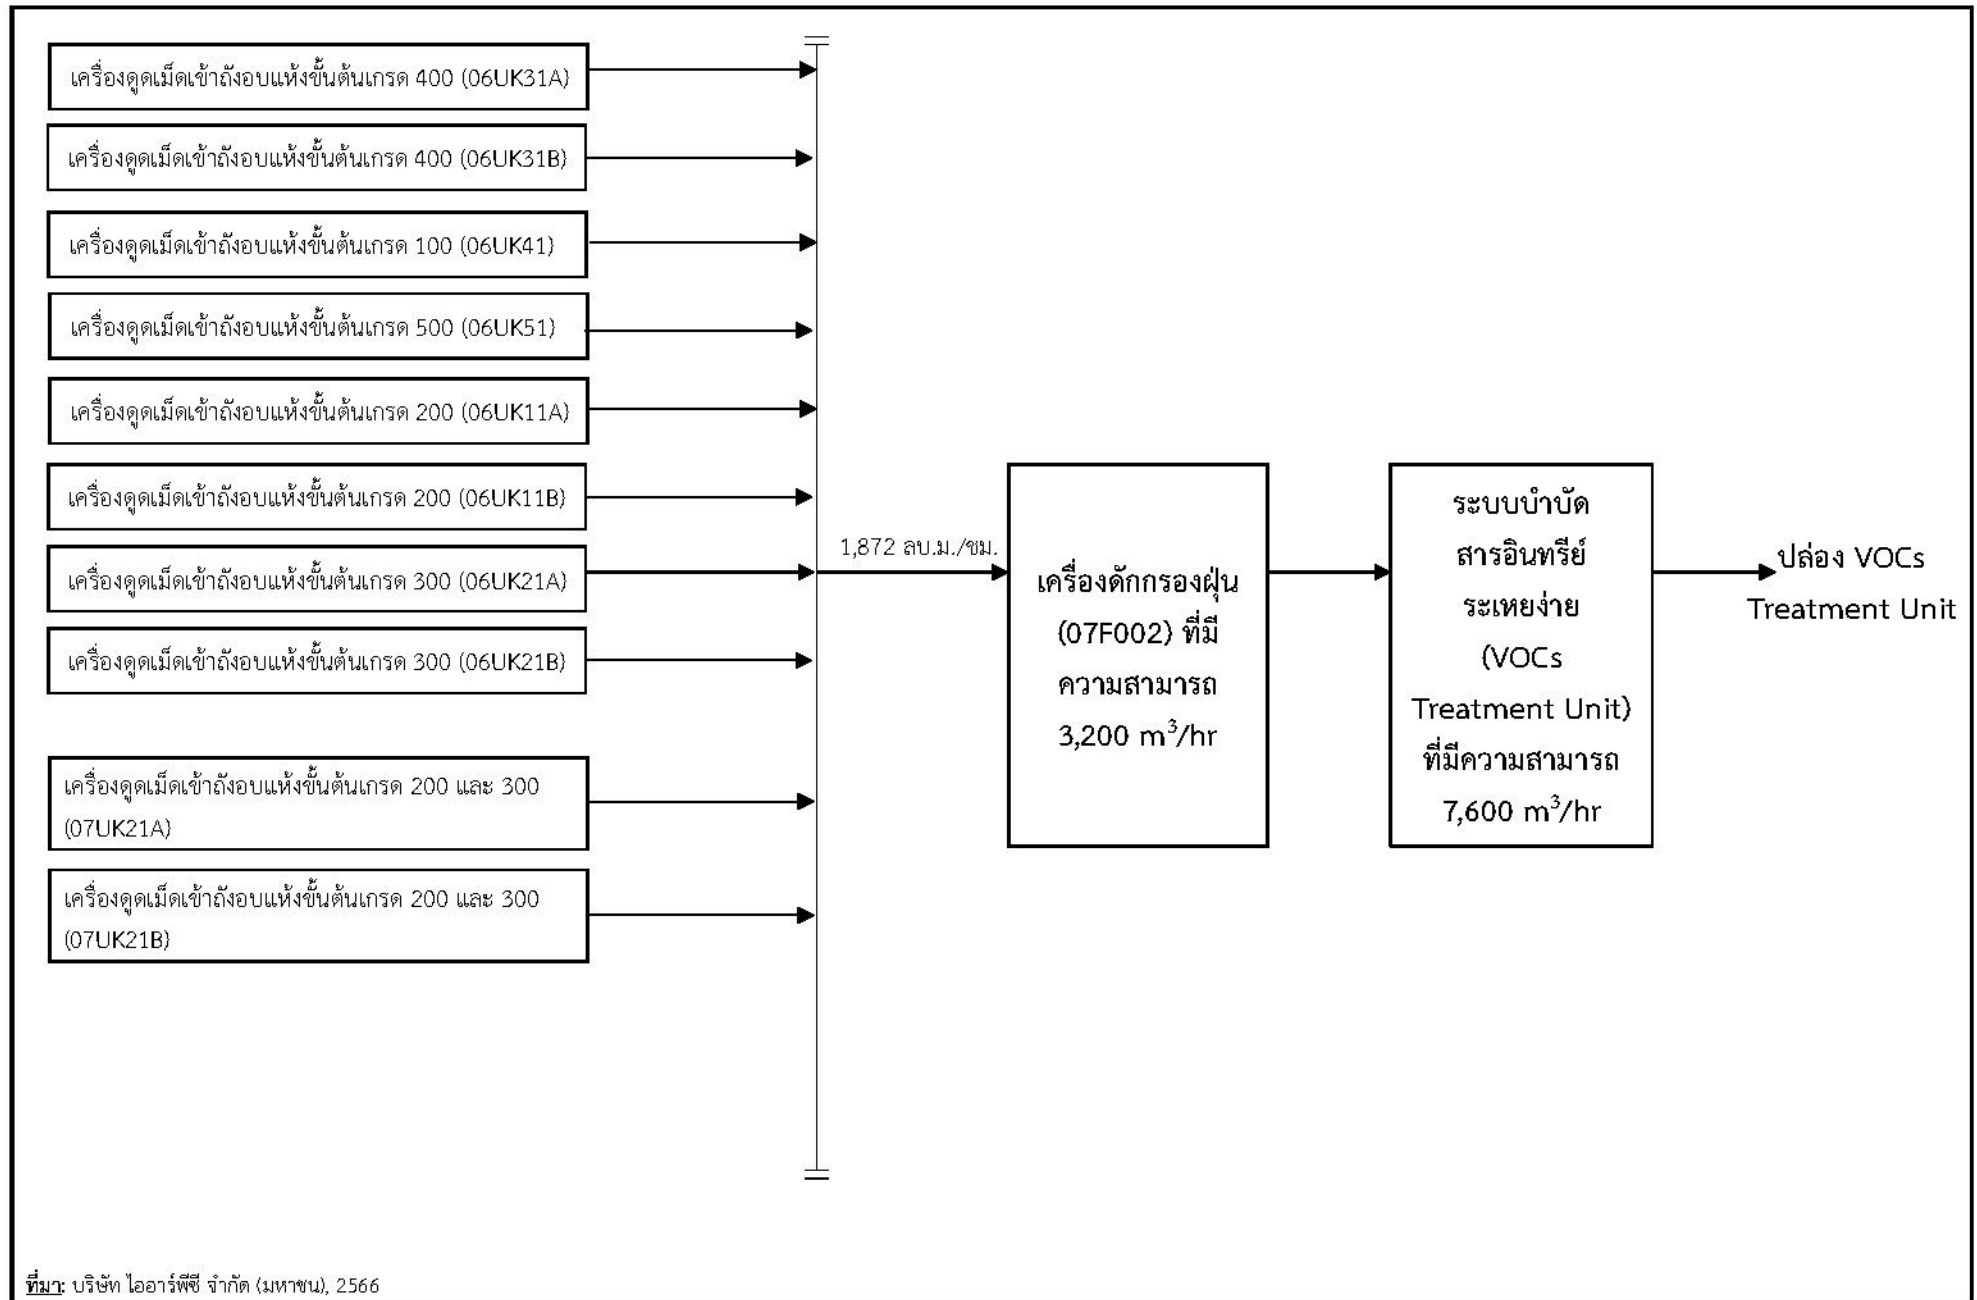 เครื่องดูดเม็ดเข้าถังอบแห้งขั้นต้นเกรด 400 (06UK31A)
เครื่องดูดเม็ดเข้าถังอบแห้งขั้นต้นเกรด 400 (06UK31B)
เครื่องดูดเม็ดเข้าถังอบแห้งขั้นต้นเกรด 100 (06UK41)
เครื่องดูดเม็ดเข้าถังอบแห้งขั้นต้นเกรด 500 (06UK51)
เครื่องดูดเม็ดเข้าถังอบแห้งขั้นต้นเกรด 200 (06UK11A)
เครื่องดูดเม็ดเข้าถังอบแห้งขั้นต้นเกรด 200 (06UK11B)
เครื่องดูดเม็ดเข้าถังอบแห้งขั้นต้นเกรด 300 (06UK21A)
เครื่องดูดเม็ดเข้าถังอบแห้งขั้นต้นเกรด 300 (06UK21B)
เครื่องดูดเม็ดเข้าถังอบแห้งขั้นต้นเกรด 200 และ 300
(07UK21A)
เครื่องดูดเม็ดเข้าถังอบแห้งขั้นต้นเกรด 200 และ 300
(07UK21B)
1,872 ลบ.ม./ชม.
เครื่องดักกรองฝุ่น
(07F002) ที่มี
ความสามารถ
3,200 m³/hr
ระบบบำบัด
สารอินทรีย์
ระเหยง่าย
(VOCs
Treatment Unit)
ที่มีความสามารถ
7,600 m³/hr
ปล่อง VOCs
Treatment Unit
ที่มา: บริษัท ไออาร์พีซี จำกัด (มหาชน), 2566